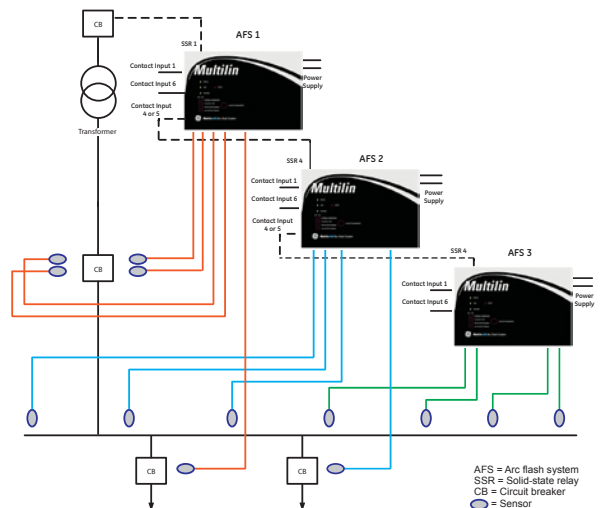 CB
SSR 1
AFS 1
Contact Input 1
Multilin
Contact Input 6
Power
Supply
Contact Input
4 or 5
Transformer
SSR 4
AFS 2
Contact Input 1
Multilin
Contact Input 6
Power
Supply
Contact Input
4 or 5
SSR 4
AFS 3
CB
Contact Input 1
Multilin
Contact Input 6
Power
Supply
CB
CB
AFS = Arc flash system
SSR = Solid-state relay
CB = Circuit breaker
= Sensor